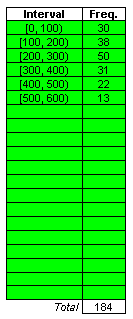 Interval Freq.
[0, 100) 30
[100, 200) 38
[200, 300) 50
[300, 400) 31
[400, 500) 22
[500, 600) 13
Total 184